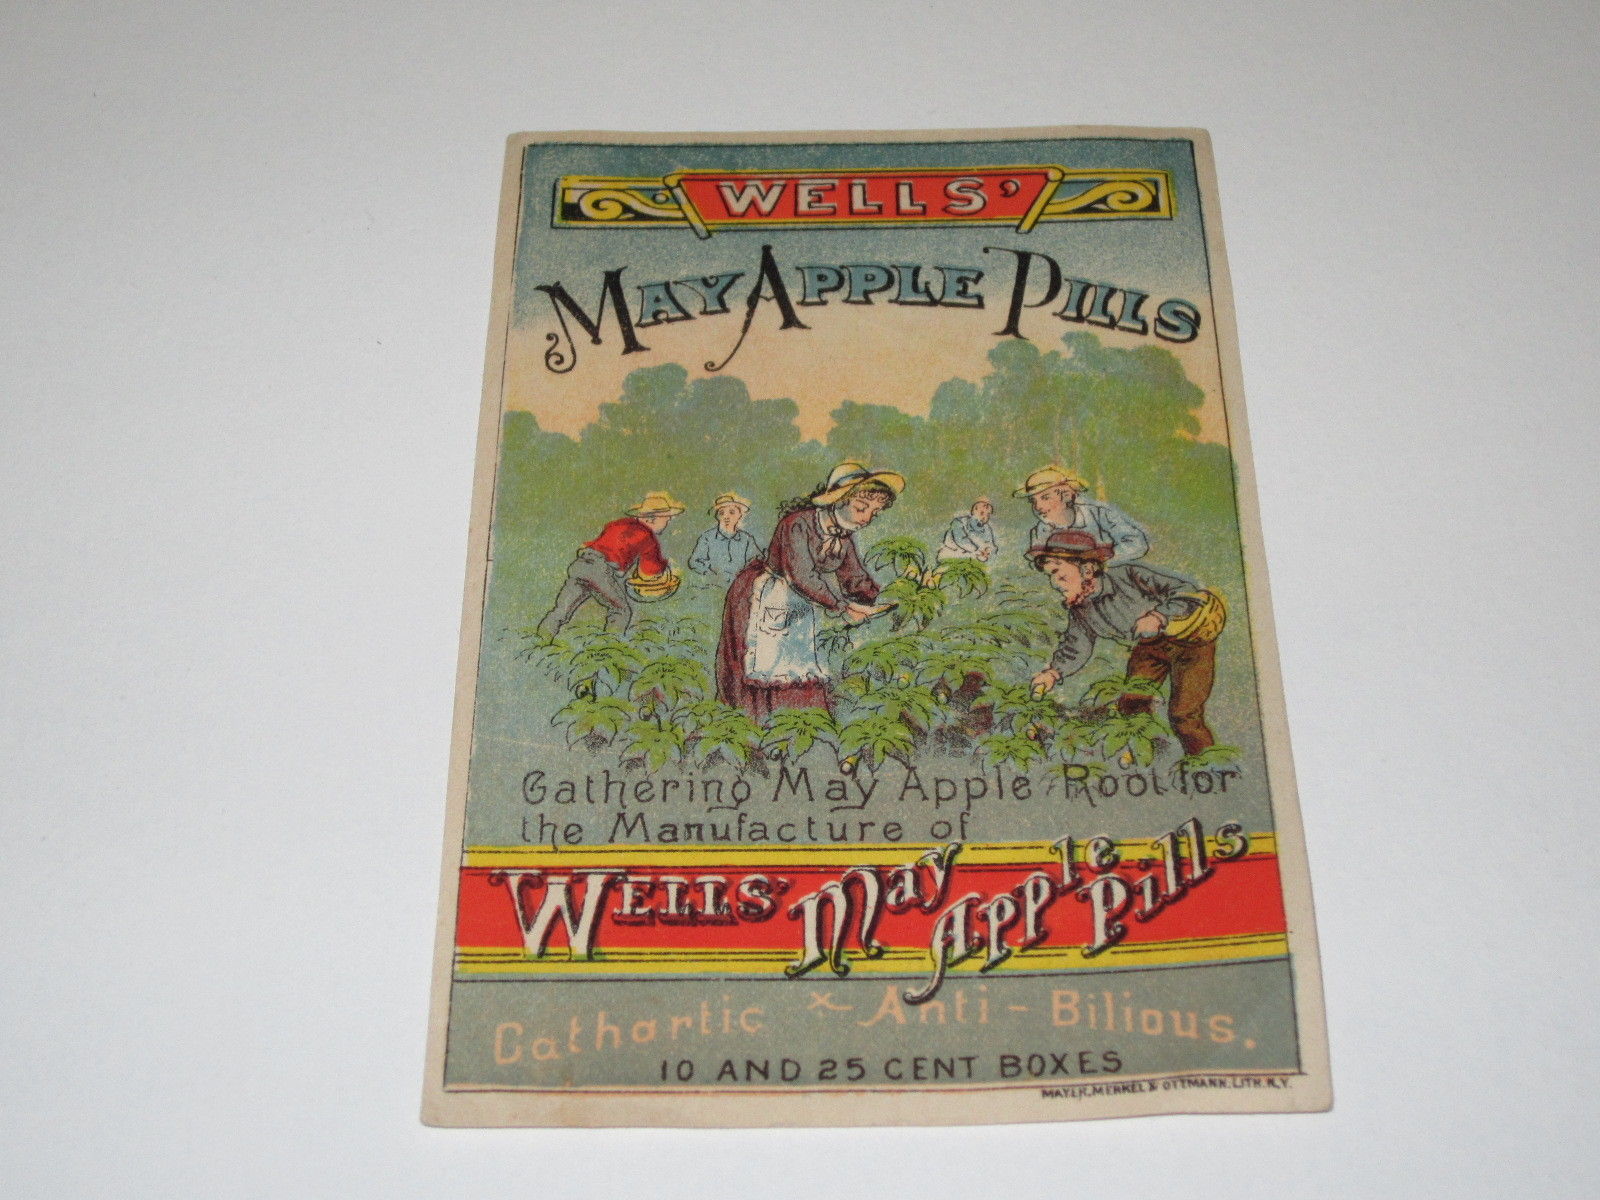 WELLS'
MAY APPLE PILLS
Gathering May Apple Root for
the Manufacture of
WELLS' May Apple Pills
Cathartic & Anti-Bilious.
10 AND 25 CENT BOXES
MAYER, MERKEL & OTTMANN, LITH. N.Y.